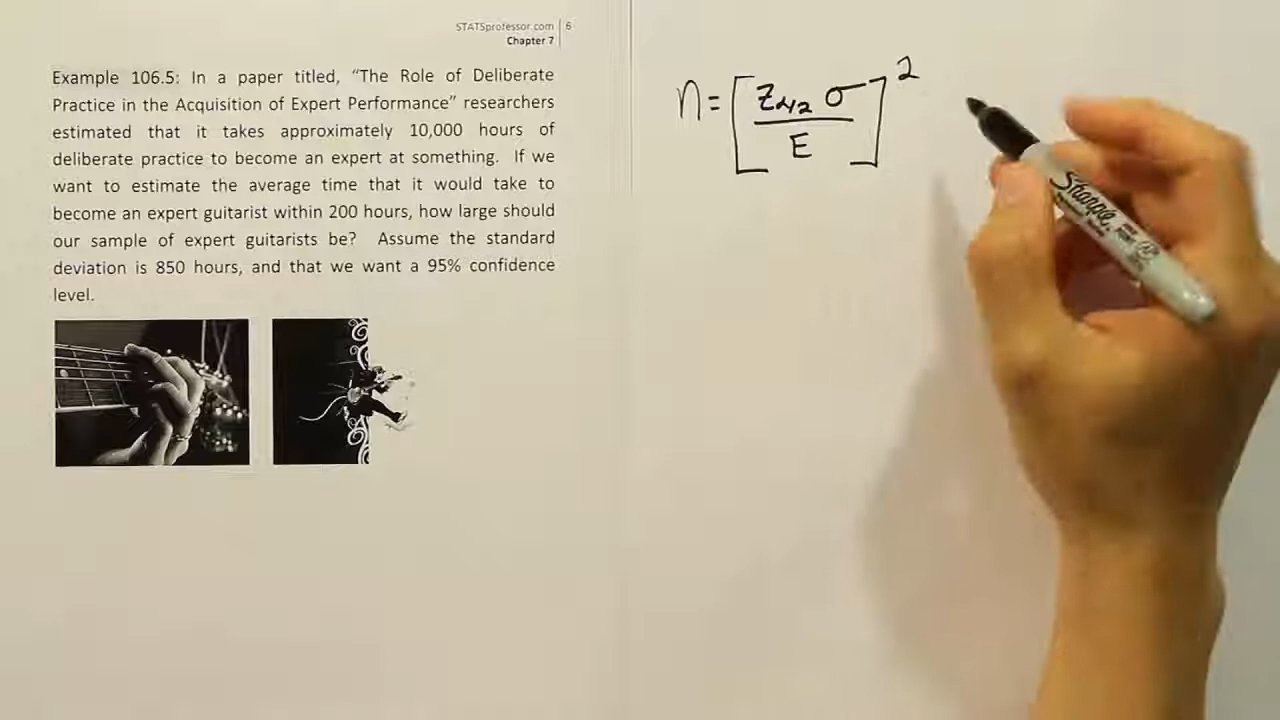 STATSprofessor.com | 6
Chapter 7
Example 106.5: In a paper titled, “The Role of Deliberate
Practice in the Acquisition of Expert Performance” researchers
estimated that it takes approximately 10,000 hours of
deliberate practice to become an expert at something. If we
want to estimate the average time that it would take to
become an expert guitarist within 200 hours, how large should
our sample of expert guitarists be? Assume the standard
deviation is 850 hours, and that we want a 95% confidence
level.
n = [ Z α/2 σ / E ] 2
Sharpie